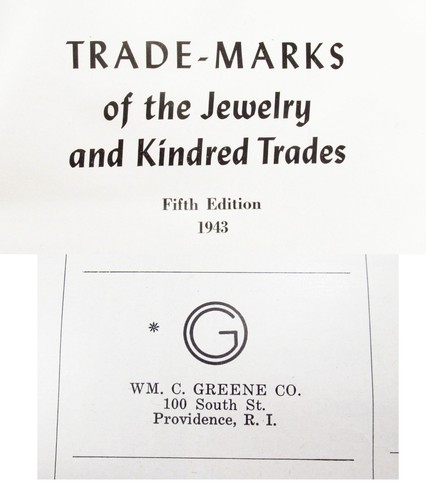 TRADE-MARKS
of the Jewelry
and Kindred Trades
Fifth Edition
1943
* G
WM. C. GREENE CO.
100 South St.
Providence, R. I.